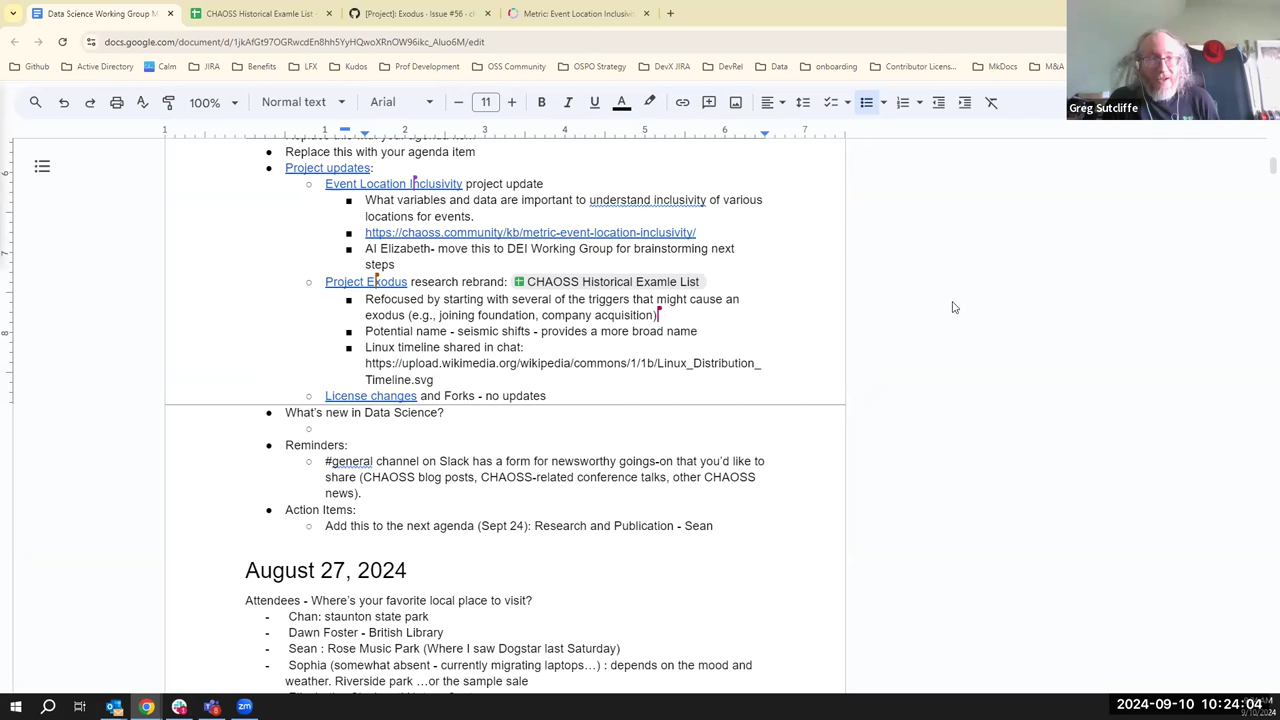 Data Science Working Group M
CHAOSS Historical Examle List -
[Project]: Exodus · Issue #56 · c
Metric: Event Location Inclusivi
docs.google.com/document/d/1jkAfGt97OGRwcdEn8hh5YyHQwoXRnOW96ikc_Aluo6M/edit
Github
Active Directory
Calm
JIRA
Benefits
LFX
Kudos
Prof Development
OSS Community
OSPO Strategy
DevX JIRA
DevRel
Data
onboarding
Contributor Licens...
MkDocs
M&A
100%
Normal text
Arial
11
Greg Sutcliffe
1 1 2 3 4 5 6 7
Replace this with your agenda item
Project updates:
Event Location Inclusivity project update
What variables and data are important to understand inclusivity of various
locations for events.
https://chaoss.community/kb/metric-event-location-inclusivity/
AI Elizabeth- move this to DEI Working Group for brainstorming next
steps
Project Exodus research rebrand: CHAOSS Historical Examle List
Refocused by starting with several of the triggers that might cause an
exodus (e.g., joining foundation, company acquisition)
Potential name - seismic shifts - provides a more broad name
Linux timeline shared in chat:
https://upload.wikimedia.org/wikipedia/commons/1/1b/Linux_Distribution_
Timeline.svg
License changes and Forks - no updates
What's new in Data Science?
Reminders:
#general channel on Slack has a form for newsworthy goings-on that you'd like to
share (CHAOSS blog posts, CHAOSS-related conference talks, other CHAOSS
news).
Action Items:
Add this to the next agenda (Sept 24): Research and Publication - Sean
August 27, 2024
Attendees - Where's your favorite local place to visit?
- Chan: staunton state park
- Dawn Foster - British Library
- Sean : Rose Music Park (Where I saw Dogstar last Saturday)
- Sophia (somewhat absent - currently migrating laptops…) : depends on the mood and
weather. Riverside park …or the sample sale
2024-09-10 10:24:04